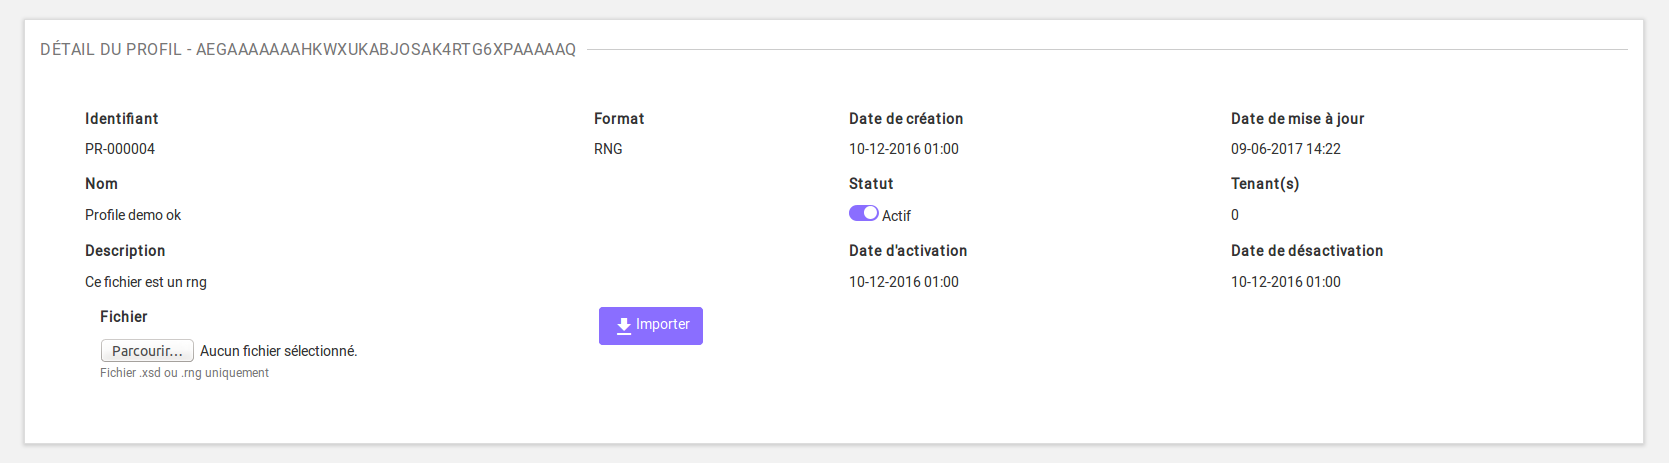 DÉTAIL DU PROFIL - AEGAAAAAAAHKWXUKABJOSAK4RTG6XPAAAAAQ
Identifiant
Format
Date de création
Date de mise à jour
PR-000004
RNG
10-12-2016 01:00
09-06-2017 14:22
Nom
Statut
Tenant(s)
Profile demo ok
Actif
0
Description
Date d'activation
Date de désactivation
Ce fichier est un rng
10-12-2016 01:00
10-12-2016 01:00
Fichier
Importer
Parcourir... Aucun fichier sélectionné.
Fichier .xsd ou .rng uniquement